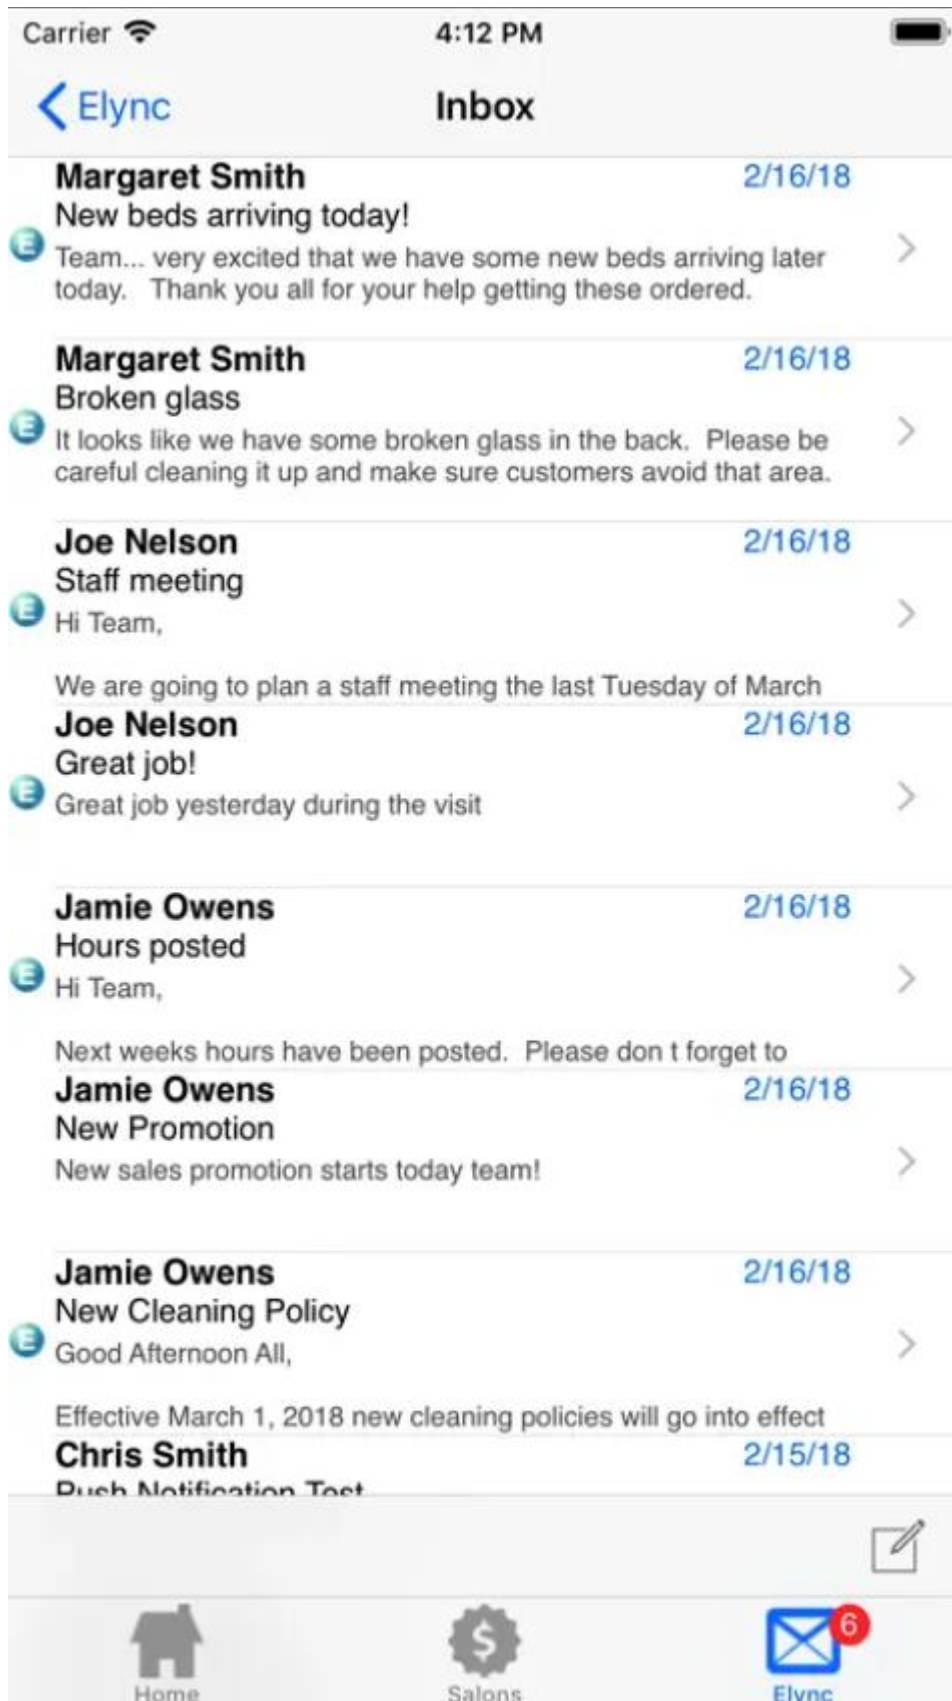 Carrier
4:12 PM
Elync
Inbox
Margaret Smith
2/16/18
New beds arriving today!
E
Team... very excited that we have some new beds arriving later
today. Thank you all for your help getting these ordered.
Margaret Smith
2/16/18
Broken glass
E
It looks like we have some broken glass in the back. Please be
careful cleaning it up and make sure customers avoid that area.
Joe Nelson
2/16/18
Staff meeting
E
Hi Team,
We are going to plan a staff meeting the last Tuesday of March
Joe Nelson
2/16/18
Great job!
E
Great job yesterday during the visit
Jamie Owens
2/16/18
Hours posted
E
Hi Team,
Next weeks hours have been posted. Please don t forget to
Jamie Owens
2/16/18
New Promotion
New sales promotion starts today team!
Jamie Owens
2/16/18
New Cleaning Policy
E
Good Afternoon All,
Effective March 1, 2018 new cleaning policies will go into effect
Chris Smith
2/15/18
Push Notification Test
6
Home
Salons
Elync